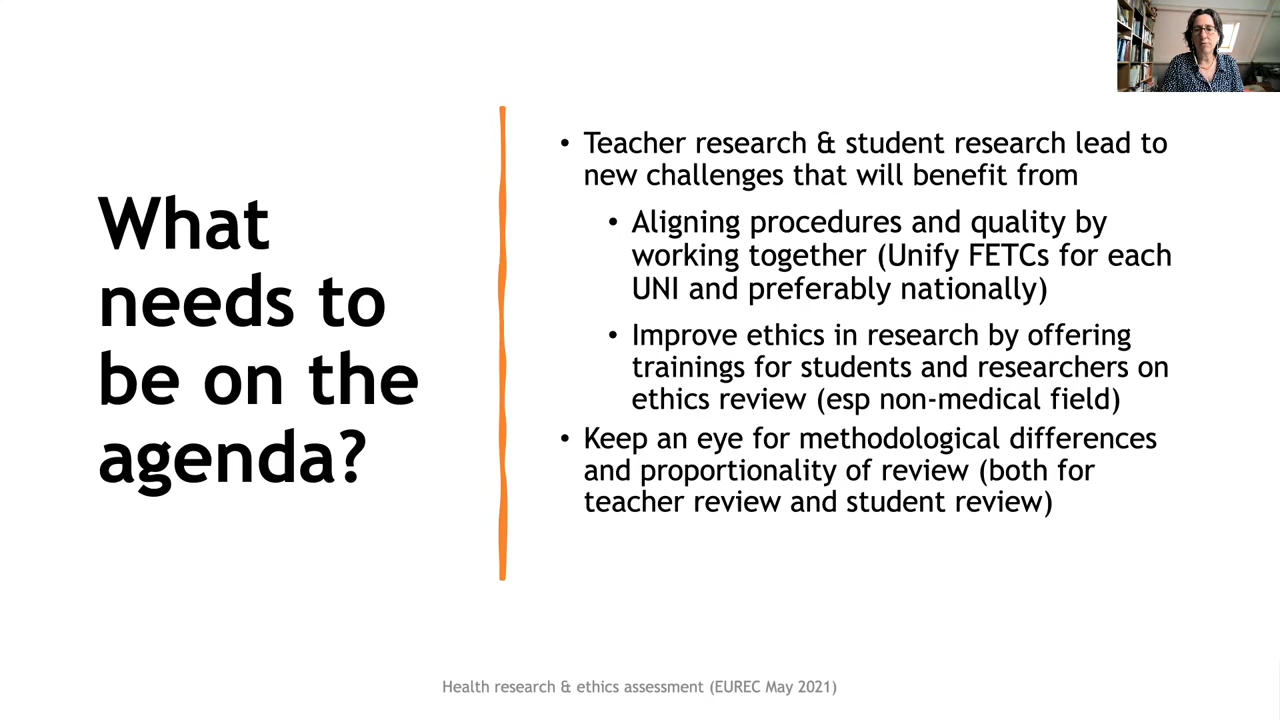 What
needs to
be on the
agenda?
• Teacher research & student research lead to
new challenges that will benefit from
• Aligning procedures and quality by
working together (Unify FETCs for each
UNI and preferably nationally)
• Improve ethics in research by offering
trainings for students and researchers on
ethics review (esp non-medical field)
• Keep an eye for methodological differences
and proportionality of review (both for
teacher review and student review)
Health research & ethics assessment (EUREC May 2021)